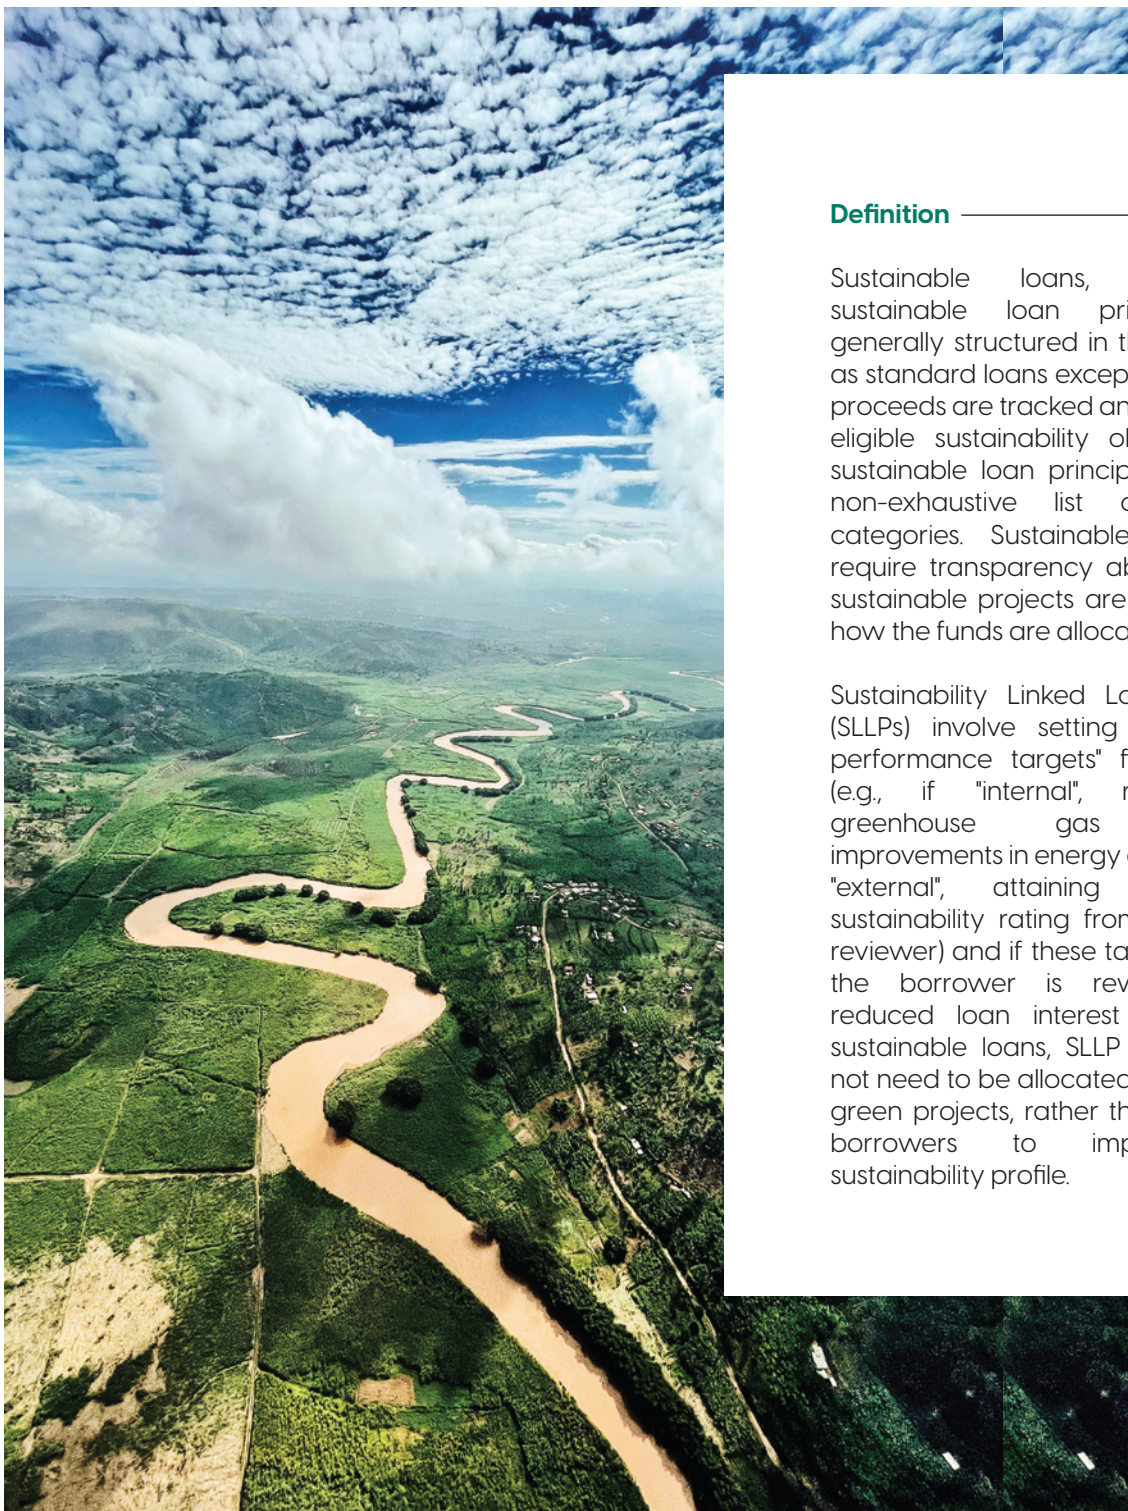 Definition
Sustainable loans,
sustainable loan
generally structured in
as standard loans
proceeds are tracked
eligible sustainability
sustainable loan
non-exhaustive list
categories. Sustainable
require transparency
sustainable projects are
how the funds are
Sustainability Linked
(SLLPs) involve setting
performance targets"
(e.g., if "internal",
greenhouse gas
improvements in energy
"external", attaining
sustainability rating
reviewer) and if these
the borrower is
reduced loan interest
sustainable loans, SLLP
not need to be allocated
green projects, rather
borrowers to
sustainability profile.